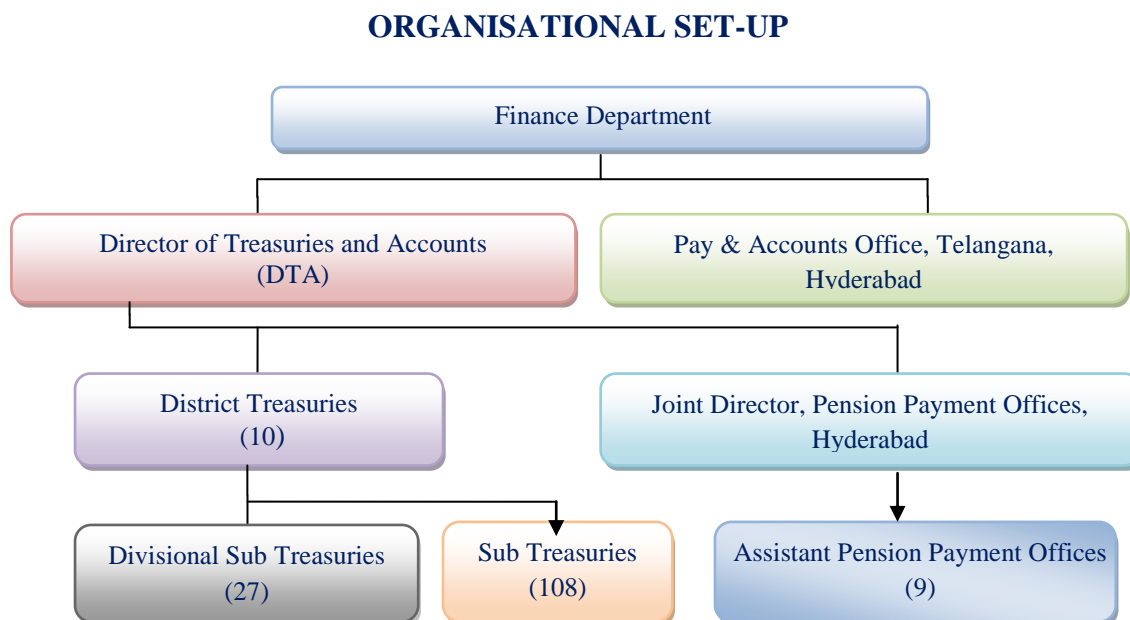 ORGANISATIONAL SET-UP
Finance Department
Director of Treasuries and Accounts
(DTA)
Pay & Accounts Office, Telangana,
Hyderabad
District Treasuries
(10)
Joint Director, Pension Payment Offices,
Hyderabad
Divisional Sub Treasuries
(27)
Sub Treasuries
(108)
Assistant Pension Payment Offices
(9)